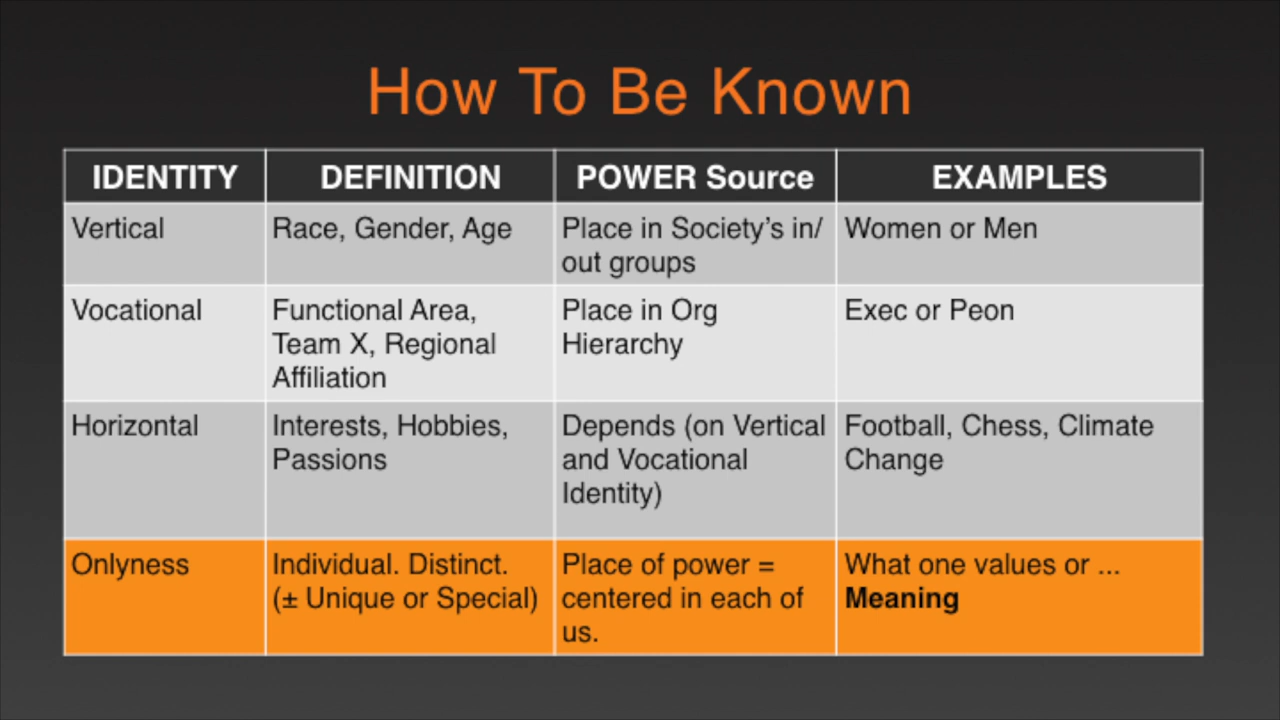 How To Be Known
IDENTITY
DEFINITION
POWER Source
EXAMPLES
Vertical
Race, Gender, Age
Place in Society's in/
out groups
Women or Men
Vocational
Functional Area,
Team X, Regional
Affiliation
Place in Org
Hierarchy
Exec or Peon
Horizontal
Interests, Hobbies,
Passions
Depends (on Vertical
and Vocational
Identity)
Football, Chess, Climate
Change
Onlyness
Individual. Distinct.
(± Unique or Special)
Place of power =
centered in each of
us.
What one values or ...
Meaning